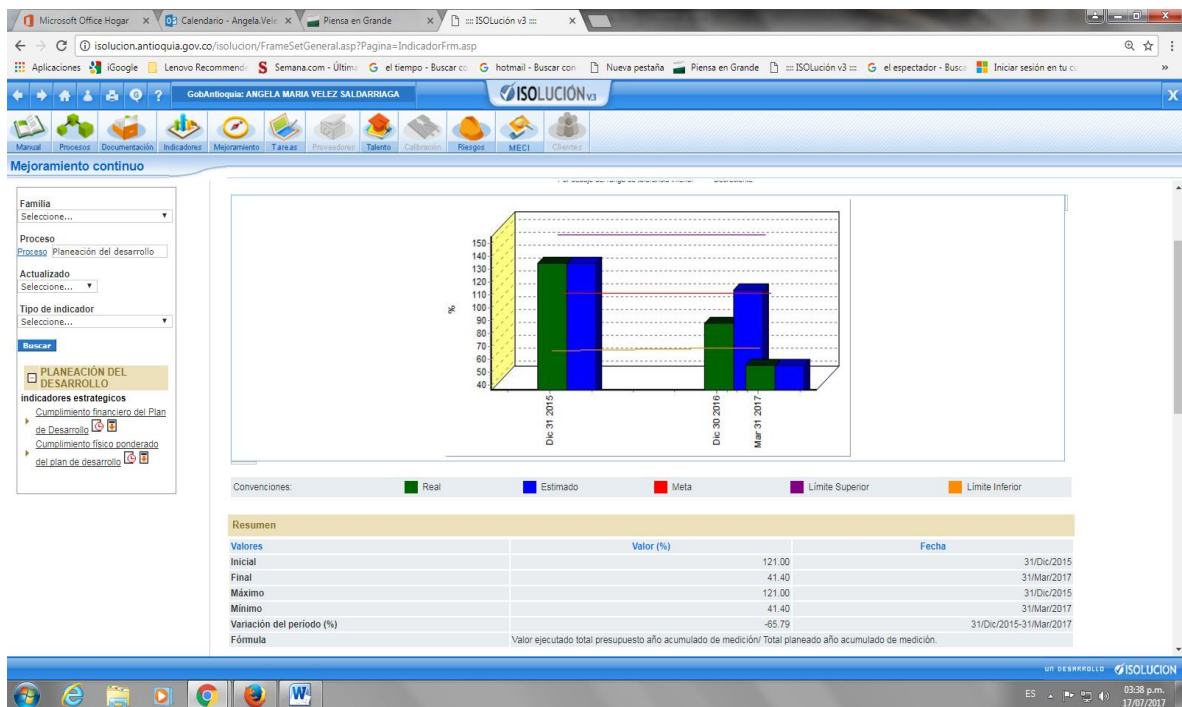 Microsoft Office Hogar
Calendario - Angela.Vele
Piensa en Grande
:::: ISOLución v3 ::::
isolucion.antioquia.gov.co/isolucion/FrameSetGeneral.asp?Pagina=IndicadorFrm.asp
Aplicaciones iGoogle Lenovo Recommend Semana.com - Últim el tiempo - Buscar co hotmail - Buscar con Nueva pestaña Piensa en Grande :::: ISOLución v3 :::: el espectador - Busca Iniciar sesión en tu cu »
GobAntioquia: ANGELA MARIA VELEZ SALDARRIAGA
ISOLUCIÓN V3
X
Manual Procesos Documentación Indicadores Mejoramiento Tareas Proveedores Talento Calibración Riesgos MECI Clientes
Mejoramiento continuo
Familia
Seleccione...
Proceso
Proceso Planeación del desarrollo
Actualizado
Seleccione...
Tipo de indicador
Seleccione...
Buscar
PLANEACIÓN DEL
DESARROLLO
indicadores estrategicos
Cumplimiento financiero del Plan
de Desarrollo
Cumplimiento físico ponderado
del plan de desarrollo
150
140
130
120
110
100
90
80
70
60
50
40
%
Dic 31 2015
Dic 30 2016
Mar 31 2017
Convenciones: Real Estimado Meta Límite Superior Límite Inferior
Resumen
Valores Valor (%) Fecha
Inicial 121.00 31/Dic/2015
Final 41.40 31/Mar/2017
Máximo 121.00 31/Dic/2015
Mínimo 41.40 31/Mar/2017
Variación del periodo (%) -65.79 31/Dic/2015-31/Mar/2017
Fórmula Valor ejecutado total presupuesto año acumulado de medición/ Total planeado año acumulado de medición.
UN DESARROLLO ISOLUCION
ES 03:38 p.m.
17/07/2017